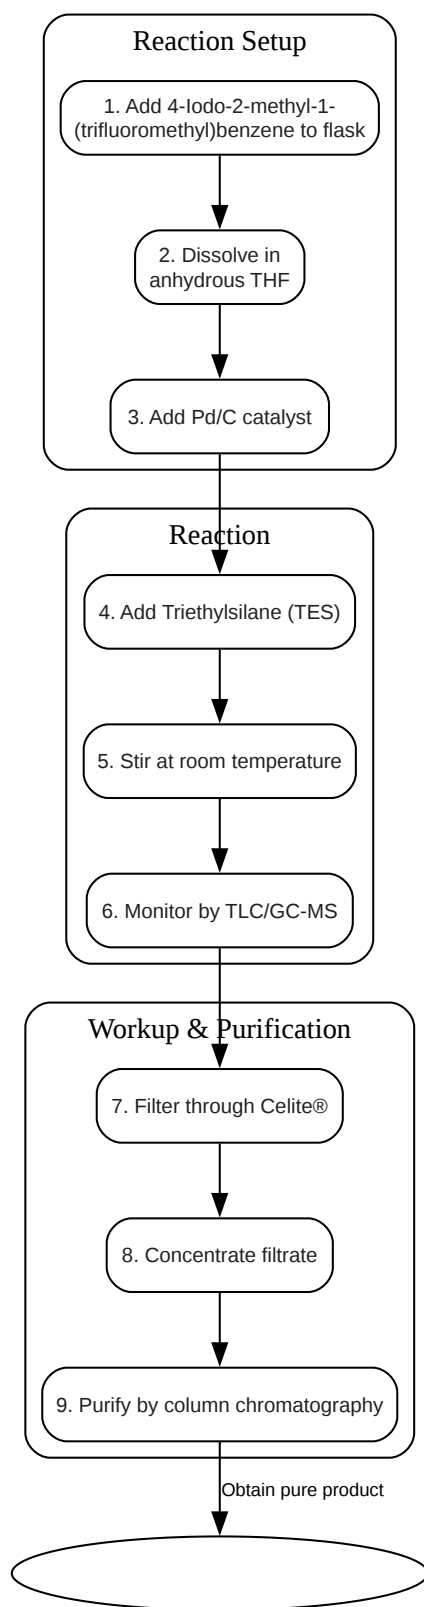 Reaction Setup
1. Add 4-Iodo-2-methyl-1-
(trifluoromethyl)benzene to flask
2. Dissolve in
anhydrous THF
3. Add Pd/C catalyst
Reaction
4. Add Triethylsilane (TES)
5. Stir at room temperature
6. Monitor by TLC/GC-MS
Workup & Purification
7. Filter through Celite®
8. Concentrate filtrate
9. Purify by column chromatography
Obtain pure product